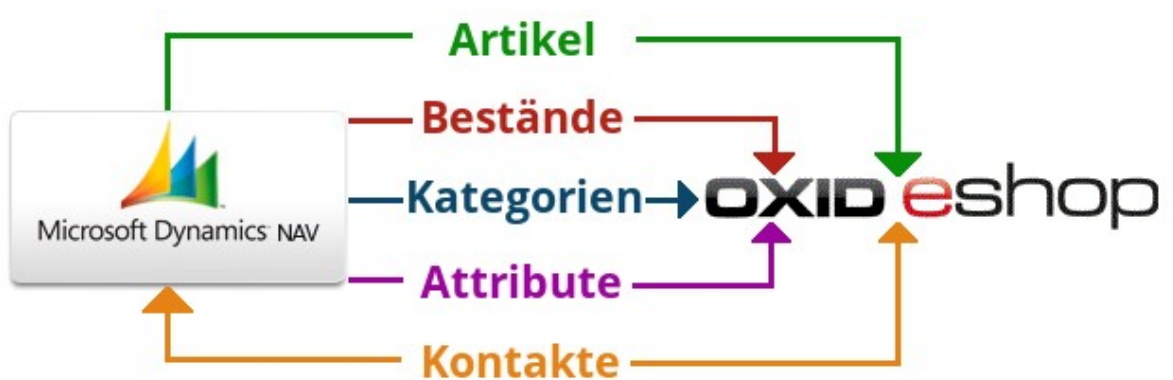 Artikel
Bestände
Kategorien
Attribute
Kontakte
Microsoft Dynamics NAV
OXID eshop